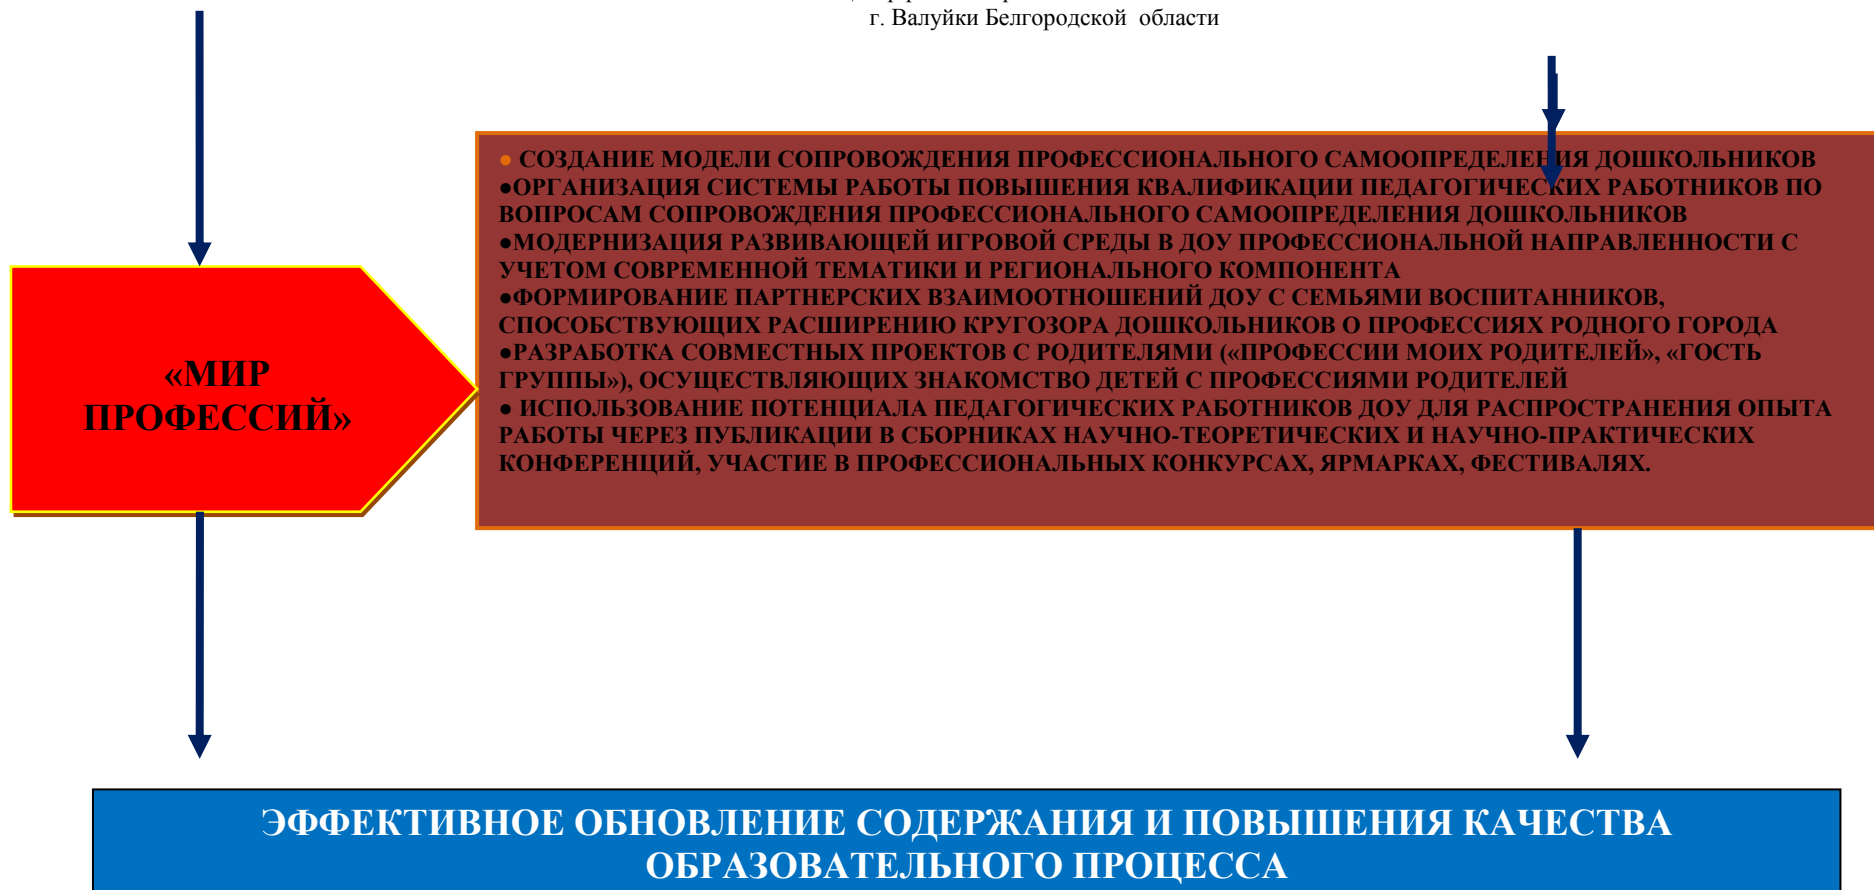 г. Валуйки Белгородской области
● СОЗДАНИЕ МОДЕЛИ СОПРОВОЖДЕНИЯ ПРОФЕССИОНАЛЬНОГО САМООПРЕДЕЛЕНИЯ ДОШКОЛЬНИКОВ
●ОРГАНИЗАЦИЯ СИСТЕМЫ РАБОТЫ ПОВЫШЕНИЯ КВАЛИФИКАЦИИ ПЕДАГОГИЧЕСКИХ РАБОТНИКОВ ПО
ВОПРОСАМ СОПРОВОЖДЕНИЯ ПРОФЕССИОНАЛЬНОГО САМООПРЕДЕЛЕНИЯ ДОШКОЛЬНИКОВ
●МОДЕРНИЗАЦИЯ РАЗВИВАЮЩЕЙ ИГРОВОЙ СРЕДЫ В ДОУ ПРОФЕССИОНАЛЬНОЙ НАПРАВЛЕННОСТИ С
УЧЕТОМ СОВРЕМЕННОЙ ТЕМАТИКИ И РЕГИОНАЛЬНОГО КОМПОНЕНТА
●ФОРМИРОВАНИЕ ПАРТНЕРСКИХ ВЗАИМООТНОШЕНИЙ ДОУ С СЕМЬЯМИ ВОСПИТАННИКОВ,
СПОСОБСТВУЮЩИХ РАСШИРЕНИЮ КРУГОЗОРА ДОШКОЛЬНИКОВ О ПРОФЕССИЯХ РОДНОГО ГОРОДА
●РАЗРАБОТКА СОВМЕСТНЫХ ПРОЕКТОВ С РОДИТЕЛЯМИ («ПРОФЕССИИ МОИХ РОДИТЕЛЕЙ», «ГОСТЬ
ГРУППЫ»), ОСУЩЕСТВЛЯЮЩИХ ЗНАКОМСТВО ДЕТЕЙ С ПРОФЕССИЯМИ РОДИТЕЛЕЙ
● ИСПОЛЬЗОВАНИЕ ПОТЕНЦИАЛА ПЕДАГОГИЧЕСКИХ РАБОТНИКОВ ДОУ ДЛЯ РАСПРОСТРАНЕНИЯ ОПЫТА
РАБОТЫ ЧЕРЕЗ ПУБЛИКАЦИИ В СБОРНИКАХ НАУЧНО-ТЕОРЕТИЧЕСКИХ И НАУЧНО-ПРАКТИЧЕСКИХ
КОНФЕРЕНЦИЙ, УЧАСТИЕ В ПРОФЕССИОНАЛЬНЫХ КОНКУРСАХ, ЯРМАРКАХ, ФЕСТИВАЛЯХ.
«МИР
ПРОФЕССИЙ»
ЭФФЕКТИВНОЕ ОБНОВЛЕНИЕ СОДЕРЖАНИЯ И ПОВЫШЕНИЯ КАЧЕСТВА
ОБРАЗОВАТЕЛЬНОГО ПРОЦЕССА